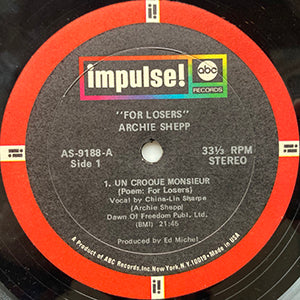 impulse! abc RECORDS
"FOR LOSERS"
ARCHIE SHEPP
AS-9188-A
Side 1
33⅓ RPM
STEREO
1. UN CROQUE MONSIEUR
(Poem: For Losers)
Vocal by China-Lin Sharpe
(Archie Shepp)
Dawn Of Freedom Publ. Ltd.
(BMI) 21:45
Produced by Ed Michel
A Product of ABC Records, Inc. New York, N.Y. 10019 • Made in USA